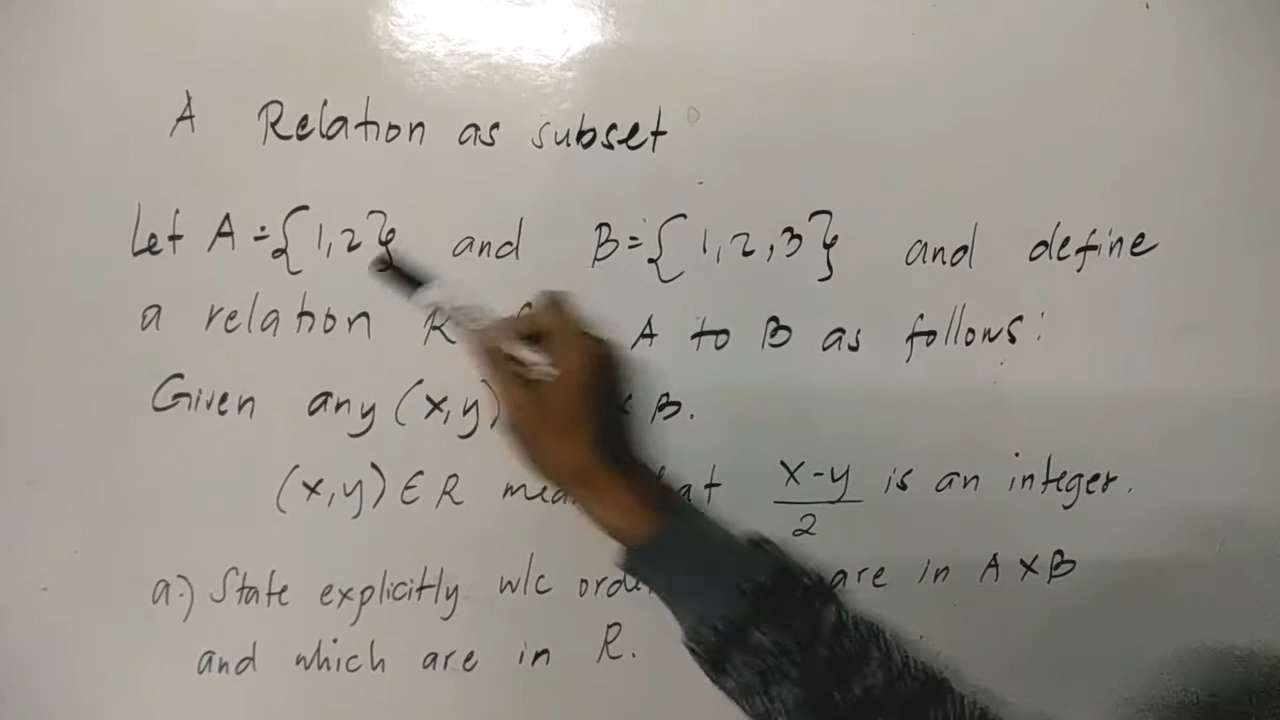 A Relation as subset
Let A = {1,2} and B = {1,2,3} and define
a relation R A to B as follows:
Given any (x,y) B.
(x,y) ∈ R x-y/2 is an integer.
a.) State explicitly w/c are in A x B
and which are in R.